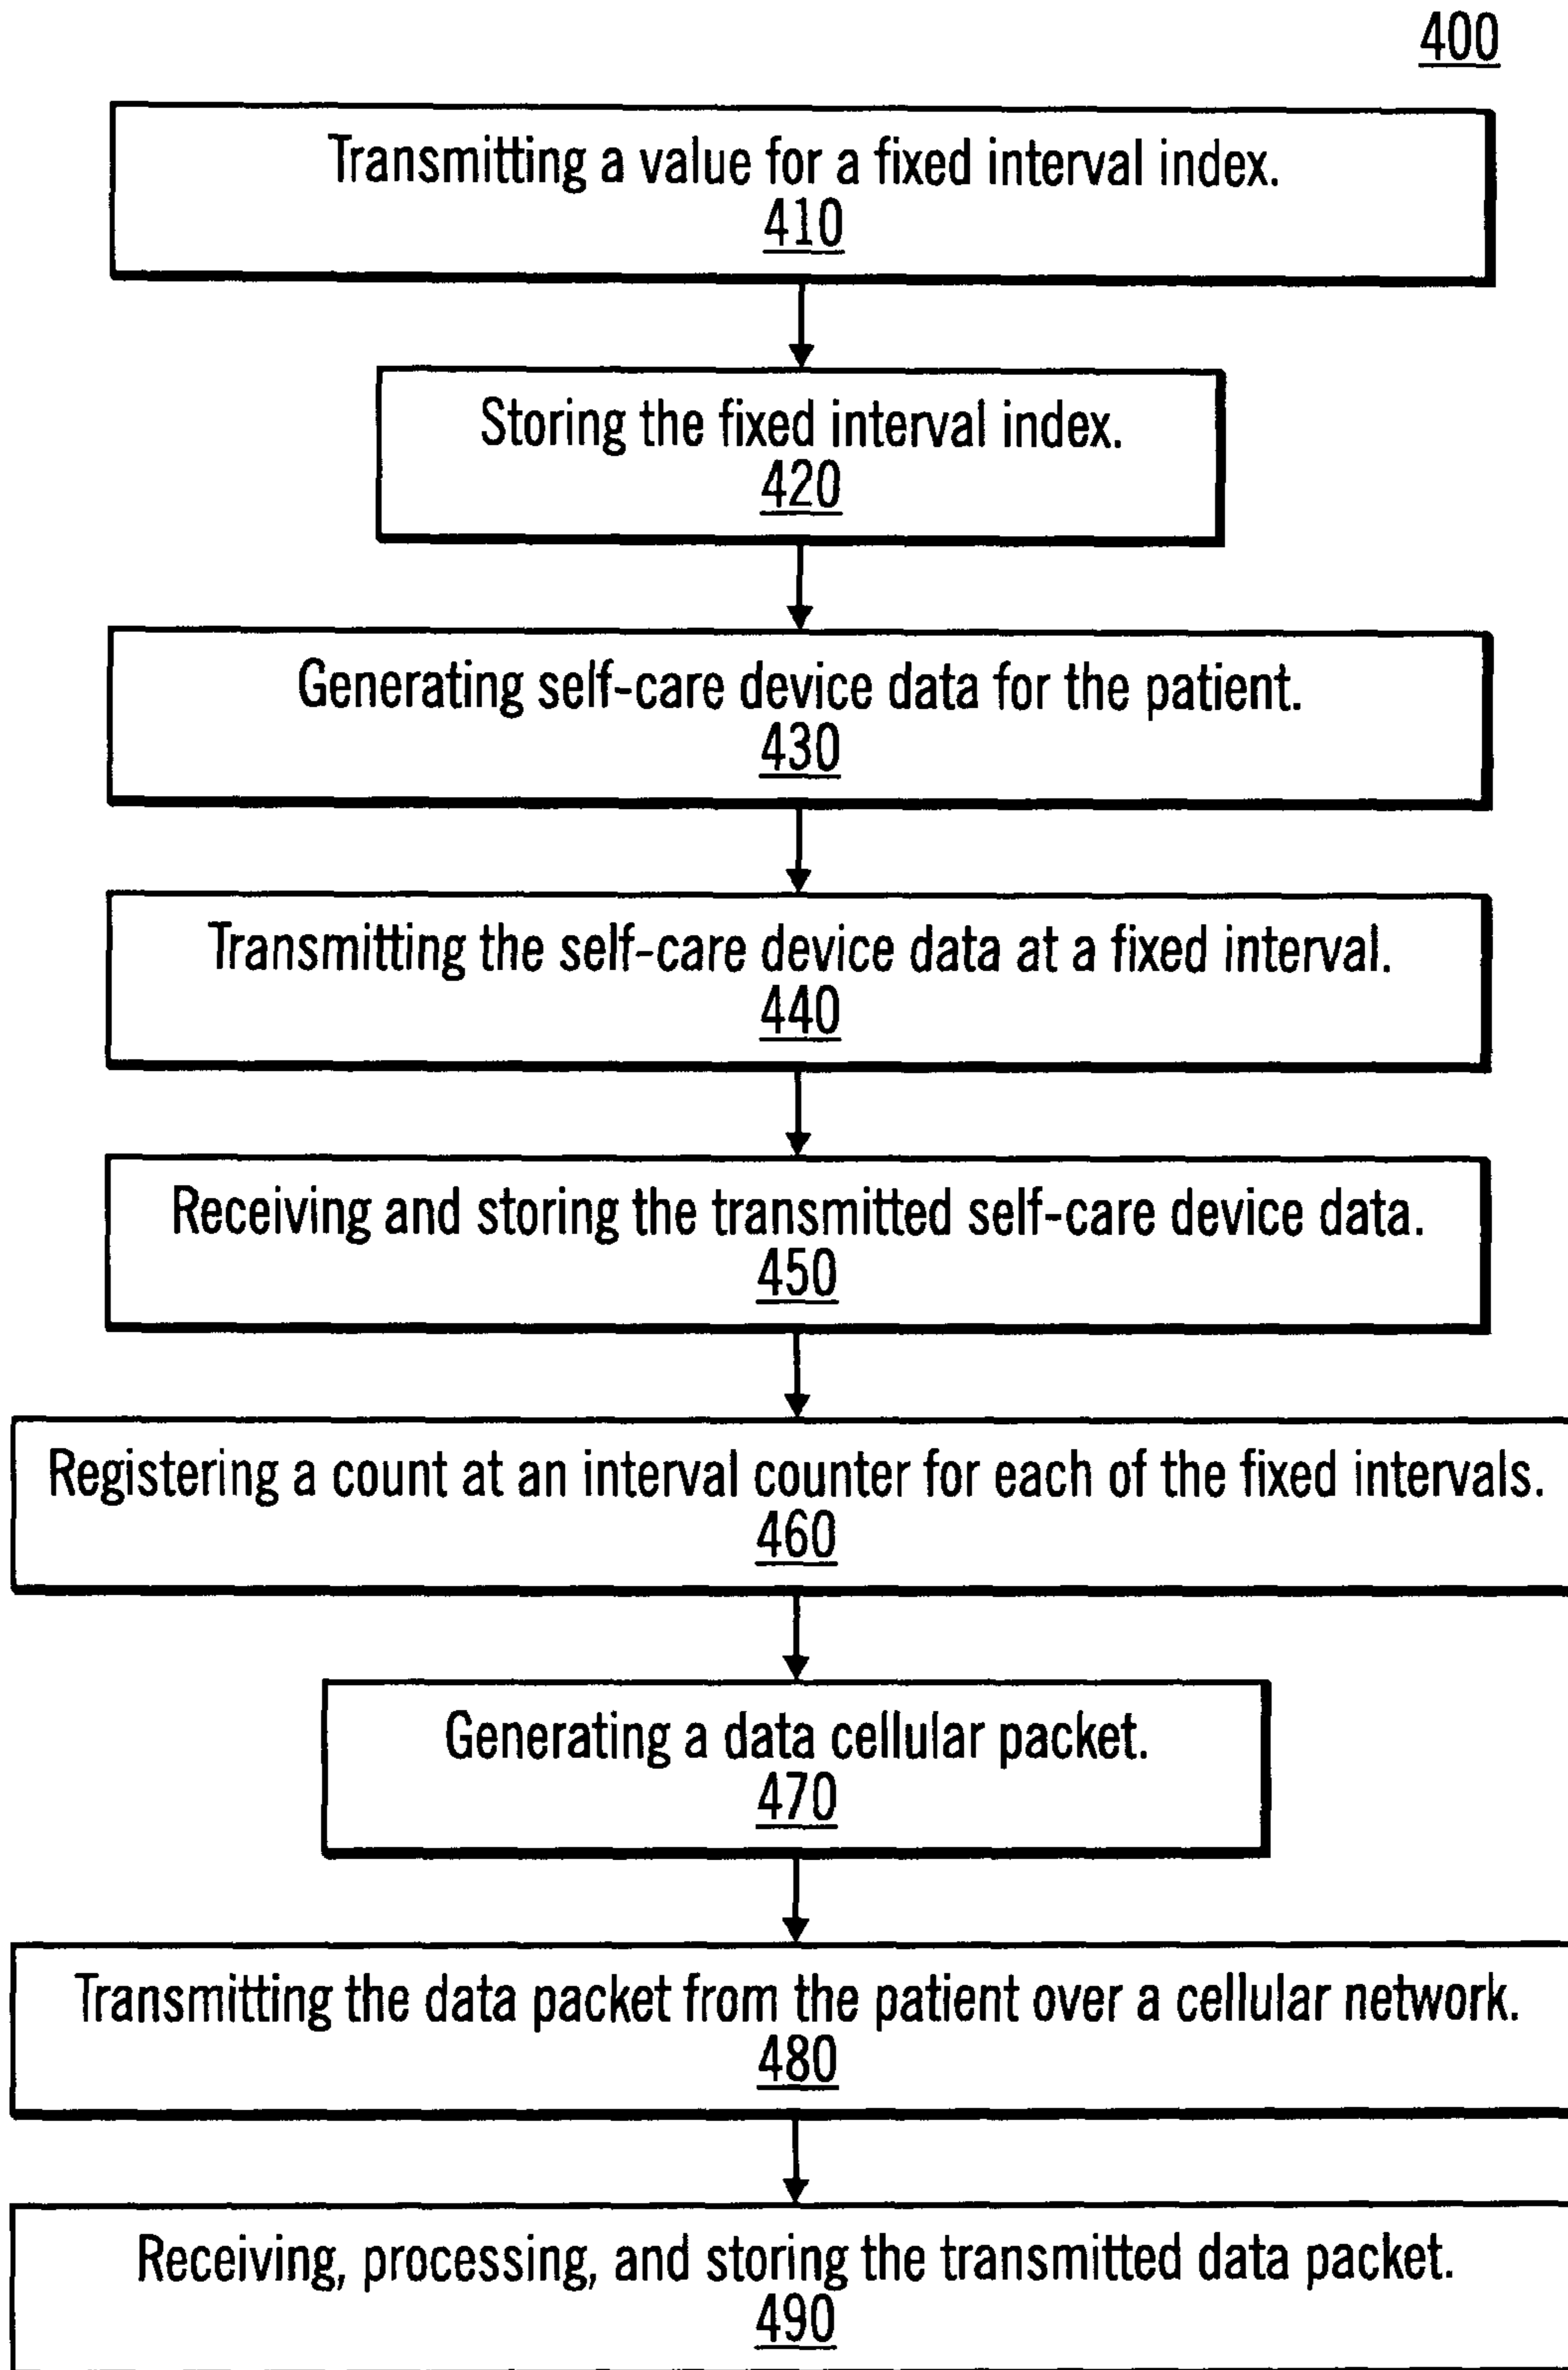 400
Transmitting a value for a fixed interval index.
410
Storing the fixed interval index.
420
Generating self-care device data for the patient.
430
Transmitting the self-care device data at a fixed interval.
440
Receiving and storing the transmitted self-care device data.
450
Registering a count at an interval counter for each of the fixed intervals.
460
Generating a data cellular packet.
470
Transmitting the data packet from the patient over a cellular network.
480
Receiving, processing, and storing the transmitted data packet.
490